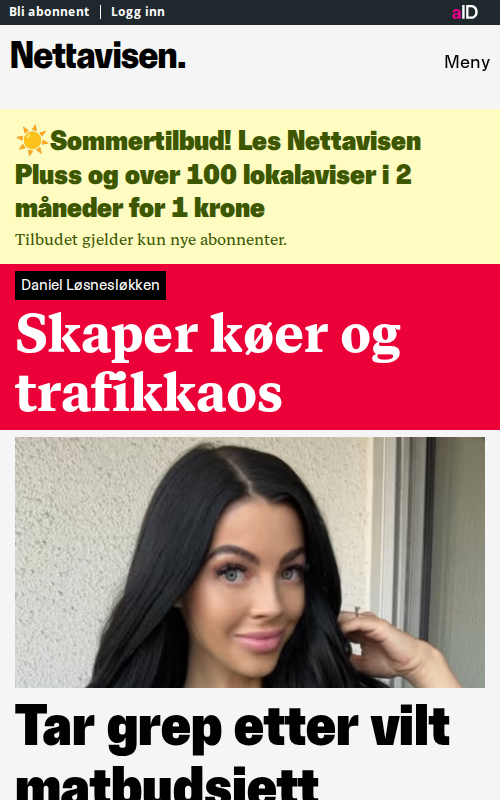 Bli abonnent | Logg inn
aID
Nettavisen.
Meny
☀️Sommertilbud! Les Nettavisen
Pluss og over 100 lokalaviser i 2
måneder for 1 krone
Tilbudet gjelder kun nye abonnenter.
Daniel Løsnesløkken
Skaper køer og
trafikkaos
Tar grep etter vilt
matbudsjett